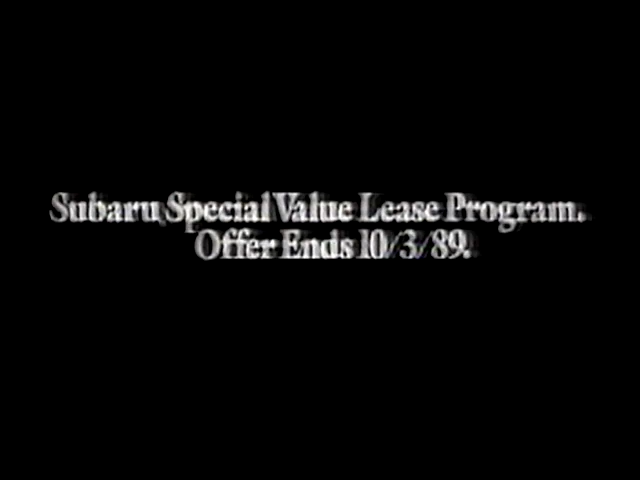 Subaru Special Value Lease Program.
Offer Ends 10/3/89.